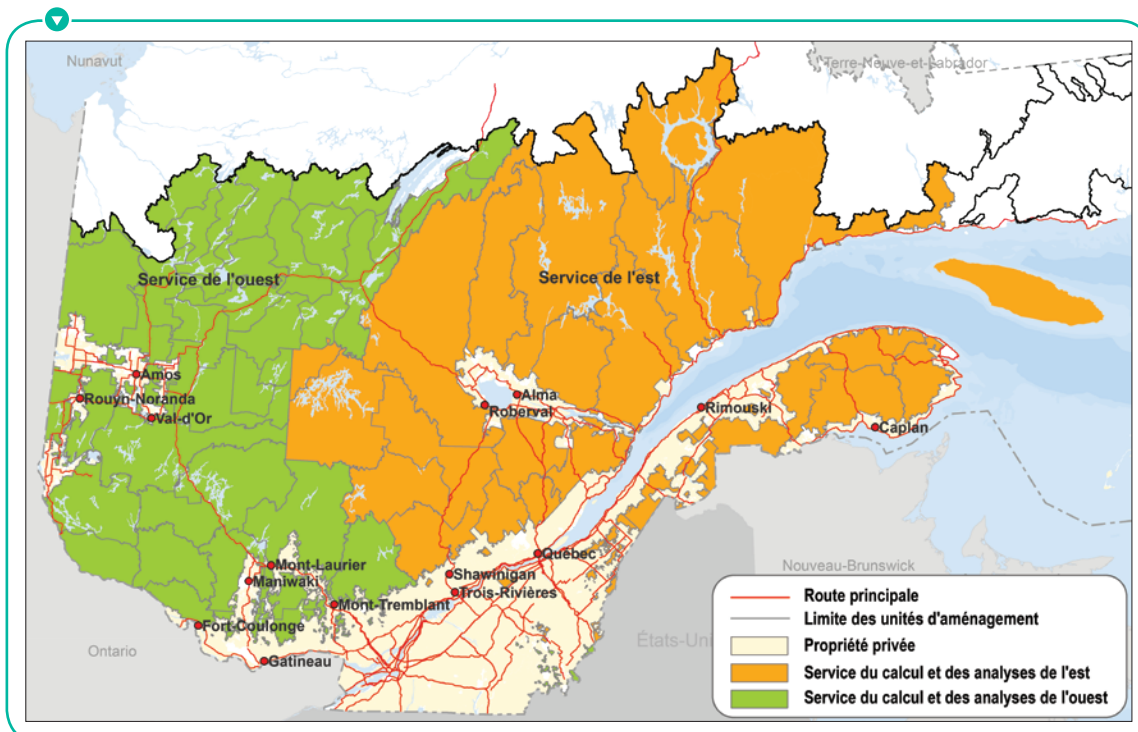 Nunavut
Terre-Neuve-et-Labrador
Service de l'ouest
Service de l'est
Amos
Rouyn-Noranda
Val-d'Or
Alma
Roberval
Rimouski
Caplan
Québec
Mont-Laurier
Maniwaki
Shawinigan
Trois-Rivières
Mont-Tremblant
Fort-Coulonge
Gatineau
Ontario
Nouveau-Brunswick
États-Uni
Route principale
Limite des unités d'aménagement
Propriété privée
Service du calcul et des analyses de l'est
Service du calcul et des analyses de l'ouest